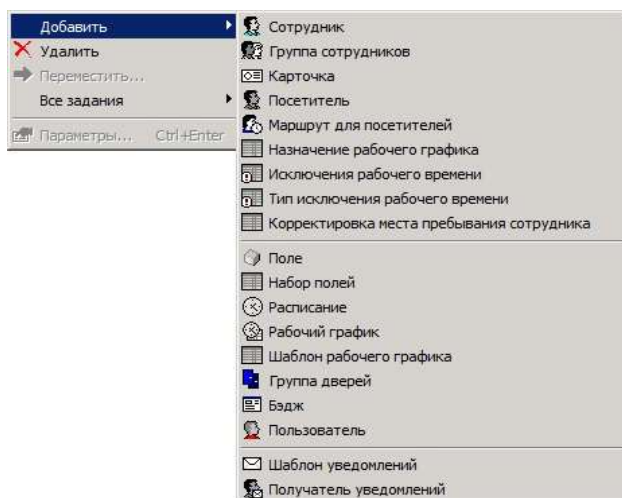 Добавить
Удалить
Переместить...
Все задания
Параметры... Ctrl+Enter
Сотрудник
Группа сотрудников
Карточка
Посетитель
Маршрут для посетителей
Назначение рабочего графика
Исключения рабочего времени
Тип исключения рабочего времени
Корректировка места пребывания сотрудника
Поле
Набор полей
Расписание
Рабочий график
Шаблон рабочего графика
Группа дверей
Бэдж
Пользователь
Шаблон уведомлений
Получатель уведомлений